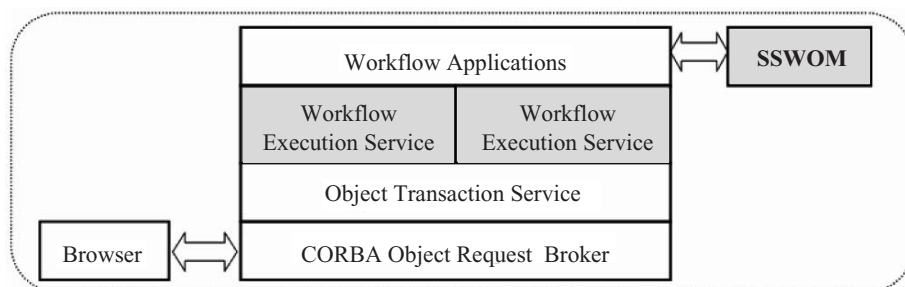 Workflow Applications
SSWOM
Workflow
Execution Service
Workflow
Execution Service
Object Transaction Service
Browser
CORBA Object Request Broker